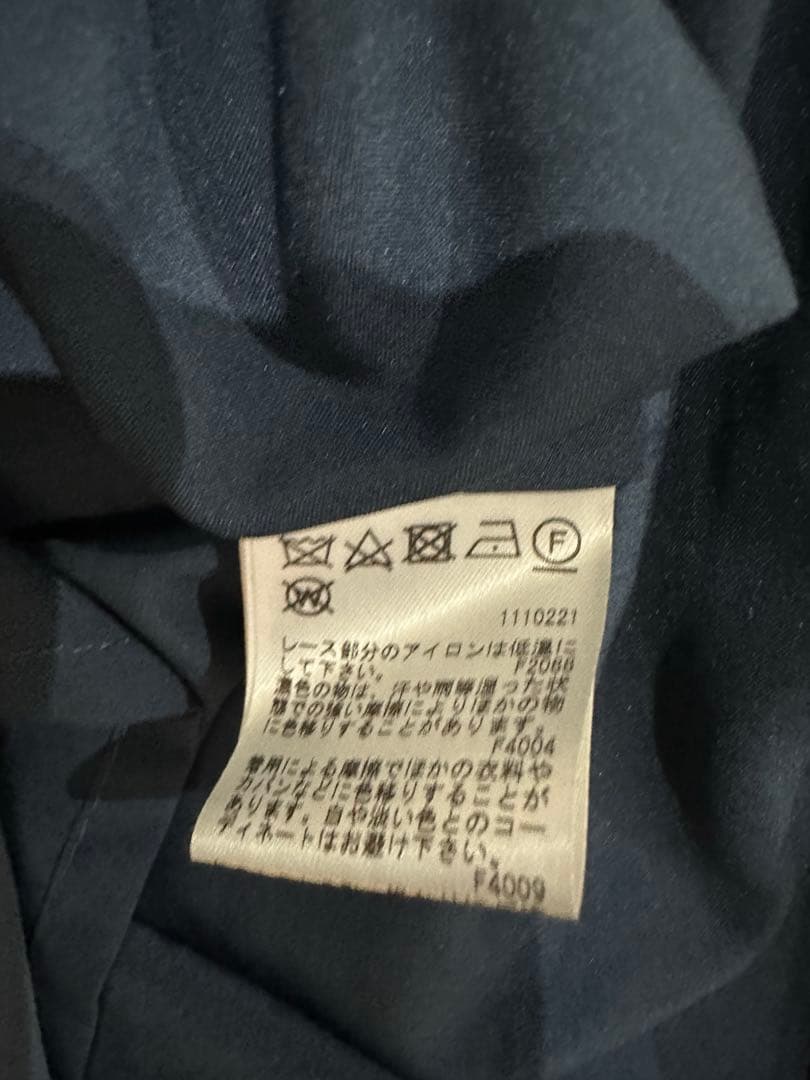 F
W
1110221
レース部分のアイロンは低温に
して下さい。
F2088
濃色の物は、汗や雨等湿った状
態での強い摩擦によりほかの物
に色移りすることがあります。
F4004
着用による摩擦でほかの衣料や
カバンなどに色移りすることが
あります。白や淡い色とのコー
ディネートはお避け下さい。
F4009